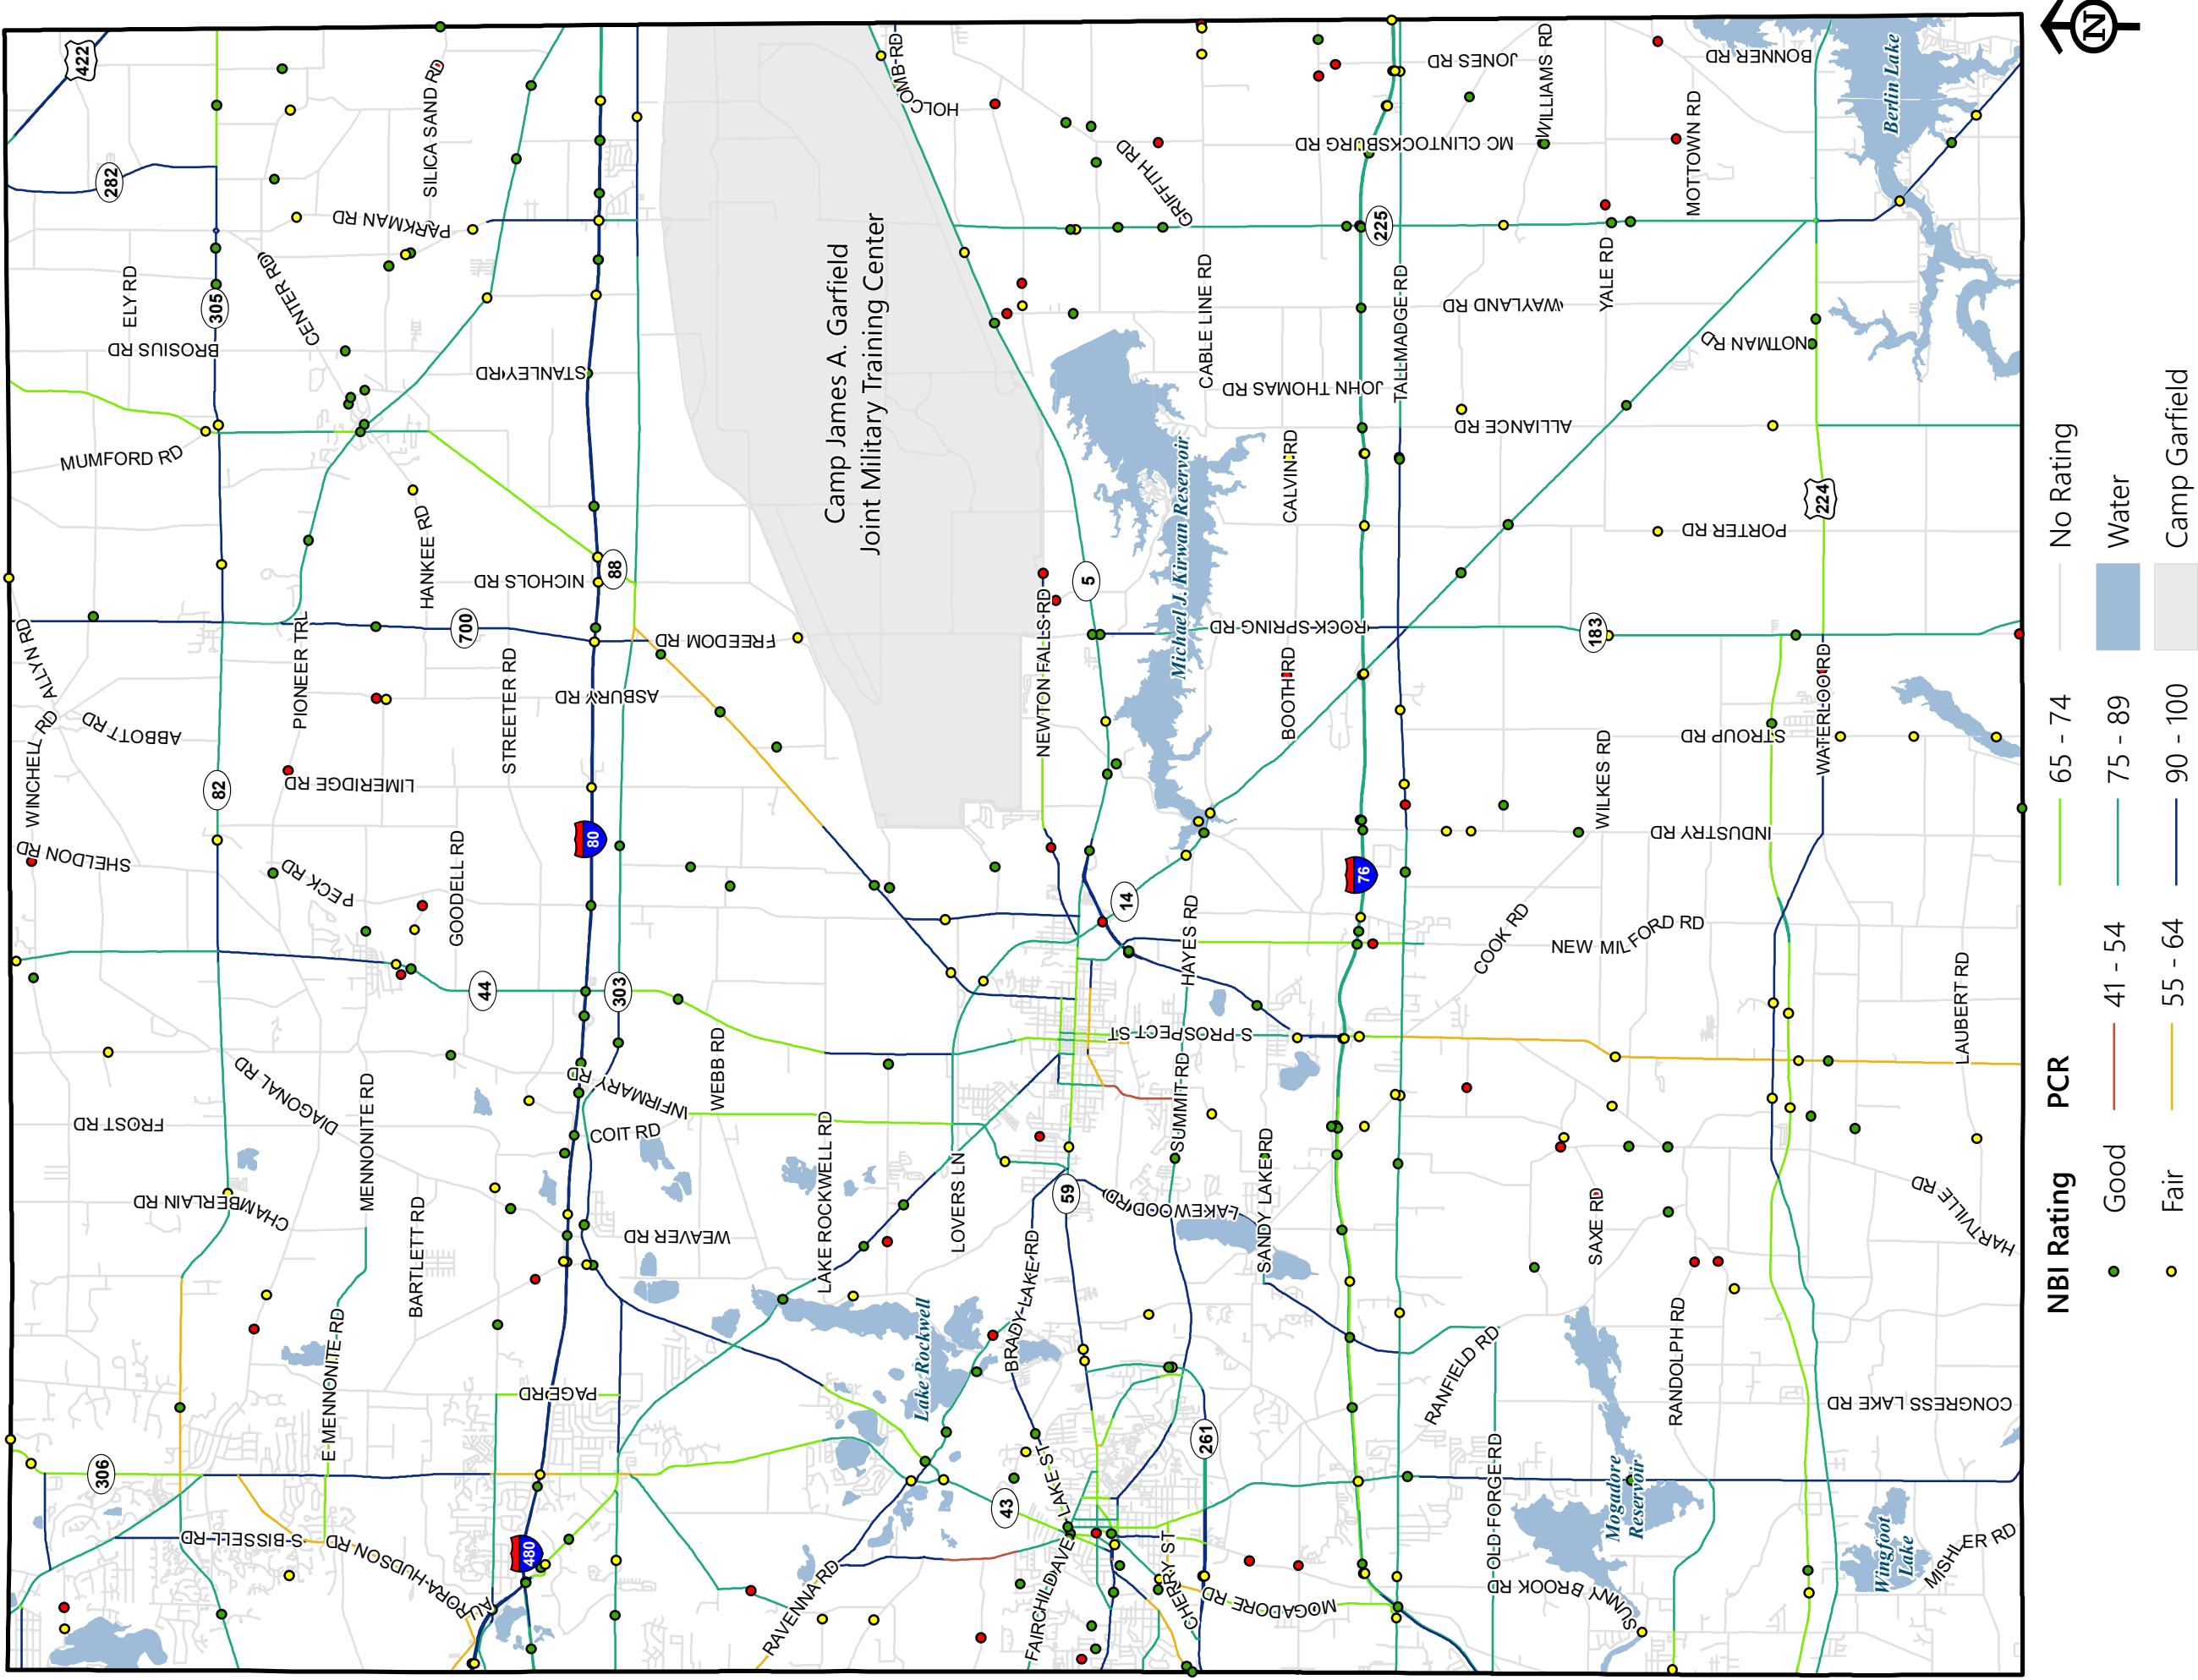 422
282
SILICA SAND RD
PARKMAN RD
ELY RD
305
CENTER RD
BROSIUS RD
STANLEY RD
MUMFORD RD
HANKEE RD
NICHOLS RD
88
700
FREEDOM RD
ALLYN RD
PIONEER TRL
STREETER RD
ASBURY RD
ABBOTT RD
WINCHELL RD
LIMERIDGE RD
82
80
SHELDON RD
PECK RD
GOODELL RD
44
303
DIAGONAL RD
FROST RD
MENNONITE RD
INFIRMARY RD
WEBB RD
COIT RD
CHAMBERLAIN RD
BARTLETT RD
WEAVER RD
E MENNONITE RD
PAGE RD
306
S BISSELL RD
AURORA HUDSON RD
480
Camp James A. Garfield
Joint Military Training Center
HOLCOMB RD
GRIFFITH RD
JONES RD
WILLIAMS RD
BONNER RD
Berlin Lake
MC CLINTOCKSBURG RD
MOTTOWN RD
225
CABLE LINE RD
TALLMADGE RD
WAYLAND RD
YALE RD
NOTMAN RD
JOHN THOMAS RD
ALLIANCE RD
CALVIN RD
Michael J. Kirwan Reservoir
224
PORTER RD
5
NEWTON FALLS RD
ROCK SPRING RD
183
BOOTH RD
WATERLOO RD
STROUP RD
WILKES RD
INDUSTRY RD
76
14
HAYES RD
COOK RD
NEW MILFORD RD
LAUBERT RD
S PROSPECT ST
SUMMIT RD
LAKE ROCKWELL RD
LOVERS LN
59
LAKEWOOD RD
SANDY LAKE RD
SAXE RD
HARTVILLE RD
BRADY LAKE RD
Lake Rockwell
RANFIELD RD
RANDOLPH RD
CONGRESS LAKE RD
261
43
LAKE ST
OLD FORGE RD
Mogadore
Reservoir
Wingfoot
Lake
MISHLER RD
RAVENNA RD
FAIRCHILD AVE
CHERRY ST
MOGADORE RD
SUNNY BROOK RD
N
NBI Rating
Good
Fair
PCR
41 - 54
55 - 64
65 - 74
75 - 89
90 - 100
No Rating
Water
Camp Garfield